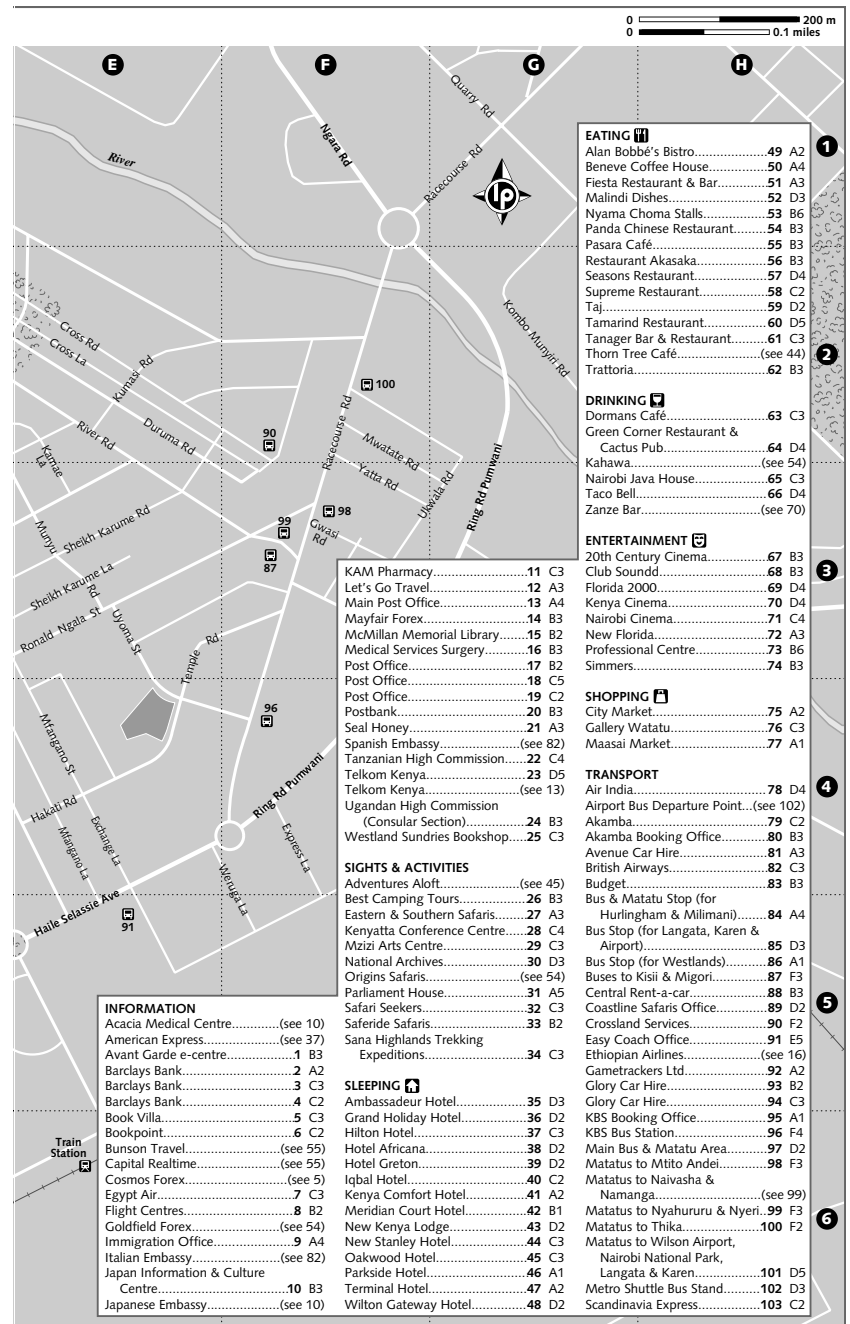 0 200 m
0 0.1 miles
E F G H
1
2
3
4
5
6
River
Ngara Rd
Quarry Rd
Racecourse Rd
lp
Kombo Munyiri Rd
Cross Rd
Cross La
Kumasi Rd
River Rd
Duruma Rd
Kamae La
90
100
Racecourse Rd
Mwatate Rd
Yatta Rd
Ukwala Rd
Ring Rd Pumwani
98
99
Gwasi Rd
87
Munyu Rd
Sheikh Karume Rd
Sheikh Karume La
Ronald Ngala St
Uyoma St
Temple Rd
96
Mfangano St
Hakati Rd
Mfangano La
Exchange La
Ring Rd Pumwani
Express La
Weruga La
Haile Selassie Ave
91
Train Station
INFORMATION
Acacia Medical Centre.............(see 10)
American Express....................(see 37)
Avant Garde e-centre...................1 B3
Barclays Bank................................2 A2
Barclays Bank................................3 C3
Barclays Bank................................4 C2
Book Villa.......................................5 C3
Bookpoint......................................6 C2
Bunson Travel..........................(see 55)
Capital Realtime......................(see 55)
Cosmos Forex............................(see 5)
Egypt Air........................................7 C3
Flight Centres................................8 B2
Goldfield Forex........................(see 54)
Immigration Office........................9 A4
Italian Embassy........................(see 82)
Japan Information & Culture
Centre......................................10 B3
Japanese Embassy...................(see 10)
KAM Pharmacy...........................11 C3
Let's Go Travel............................12 A3
Main Post Office.........................13 A4
Mayfair Forex..............................14 B3
McMillan Memorial Library........15 B2
Medical Services Surgery...........16 B3
Post Office...................................17 B2
Post Office...................................18 C5
Post Office...................................19 C2
Postbank......................................20 B3
Seal Honey..................................21 A3
Spanish Embassy.....................(see 82)
Tanzanian High Commission......22 C4
Telkom Kenya.............................23 D5
Telkom Kenya..........................(see 13)
Ugandan High Commission
(Consular Section)...................24 B3
Westland Sundries Bookshop.....25 C3
SIGHTS & ACTIVITIES
Adventures Aloft.....................(see 45)
Best Camping Tours...................26 B3
Eastern & Southern Safaris........27 A3
Kenyatta Conference Centre.....28 C4
Mzizi Arts Centre........................29 C3
National Archives........................30 D3
Origins Safaris.........................(see 54)
Parliament House........................31 A5
Safari Seekers.............................32 C3
Saferide Safaris...........................33 B2
Sana Highlands Trekking
Expeditions..............................34 C3
SLEEPING
Ambassadeur Hotel....................35 D3
Grand Holiday Hotel...................36 D2
Hilton Hotel.................................37 C3
Hotel Africana.............................38 D2
Hotel Greton...............................39 D2
Iqbal Hotel...................................40 C2
Kenya Comfort Hotel..................41 A2
Meridian Court Hotel..................42 B1
New Kenya Lodge.......................43 D2
New Stanley Hotel......................44 C3
Oakwood Hotel..........................45 C3
Parkside Hotel.............................46 A1
Terminal Hotel............................47 A2
Wilton Gateway Hotel................48 D2
EATING
Alan Bobbé's Bistro.....................49 A2
Beneve Coffee House..................50 A4
Fiesta Restaurant & Bar...............51 A3
Malindi Dishes.............................52 D3
Nyama Choma Stalls...................53 B6
Panda Chinese Restaurant..........54 B3
Pasara Café..................................55 B3
Restaurant Akasaka.....................56 B3
Seasons Restaurant......................57 D4
Supreme Restaurant....................58 C2
Taj................................................59 D2
Tamarind Restaurant...................60 D5
Tanager Bar & Restaurant...........61 C3
Thorn Tree Café.......................(see 44)
Trattoria.......................................62 B3
DRINKING
Dormans Café..............................63 C3
Green Corner Restaurant &
Cactus Pub...............................64 D4
Kahawa....................................(see 54)
Nairobi Java House......................65 C3
Taco Bell......................................66 D4
Zanze Bar.................................(see 70)
ENTERTAINMENT
20th Century Cinema..................67 B3
Club Soundd................................68 B3
Florida 2000................................69 D4
Kenya Cinema.............................70 D4
Nairobi Cinema...........................71 C4
New Florida.................................72 A3
Professional Centre......................73 B6
Simmers.......................................74 B3
SHOPPING
City Market..................................75 A2
Gallery Watatu.............................76 C3
Maasai Market.............................77 A1
TRANSPORT
Air India.......................................78 D4
Airport Bus Departure Point...(see 102)
Akamba.......................................79 C2
Akamba Booking Office...............80 B3
Avenue Car Hire..........................81 A3
British Airways.............................82 C3
Budget.........................................83 B3
Bus & Matatu Stop (for
Hurlingham & Milimani)..........84 A4
Bus Stop (for Langata, Karen &
Airport)....................................85 D3
Bus Stop (for Westlands).............86 A1
Buses to Kisii & Migori.................87 F3
Central Rent-a-car.......................88 B3
Coastline Safaris Office................89 D2
Crossland Services.......................90 F2
Easy Coach Office........................91 E5
Ethiopian Airlines.....................(see 16)
Gametrackers Ltd........................92 A2
Glory Car Hire.............................93 B2
Glory Car Hire.............................94 C3
KBS Booking Office.....................95 A1
KBS Bus Station...........................96 F4
Main Bus & Matatu Area.............97 D2
Matatus to Mtito Andei...............98 F3
Matatus to Naivasha &
Namanga..............................(see 99)
Matatus to Nyahururu & Nyeri..99 F3
Matatus to Thika........................100 F2
Matatus to Wilson Airport,
Nairobi National Park,
Langata & Karen....................101 D5
Metro Shuttle Bus Stand...........102 D3
Scandinavia Express..................103 C2